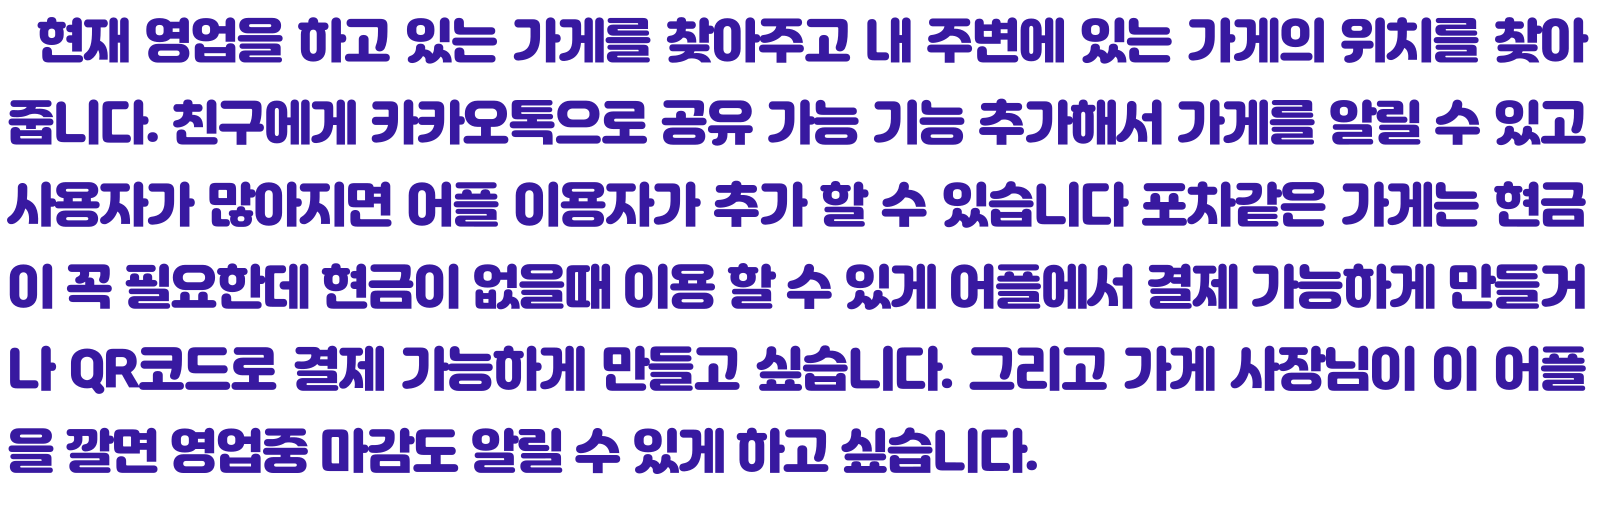 현재 영업을 하고 있는 가게를 찾아주고 내 주변에 있는 가게의 위치를 찾아
줍니다. 친구에게 카카오톡으로 공유 가능 기능 추가해서 가게를 알릴 수 있고
사용자가 많아지면 어플 이용자가 추가 할 수 있습니다 포차같은 가게는 현금
이 꼭 필요한데 현금이 없을때 이용 할 수 있게 어플에서 결제 가능하게 만들거
나 QR코드로 결제 가능하게 만들고 싶습니다. 그리고 가게 사장님이 이 어플
을 깔면 영업중 마감도 알릴 수 있게 하고 싶습니다.